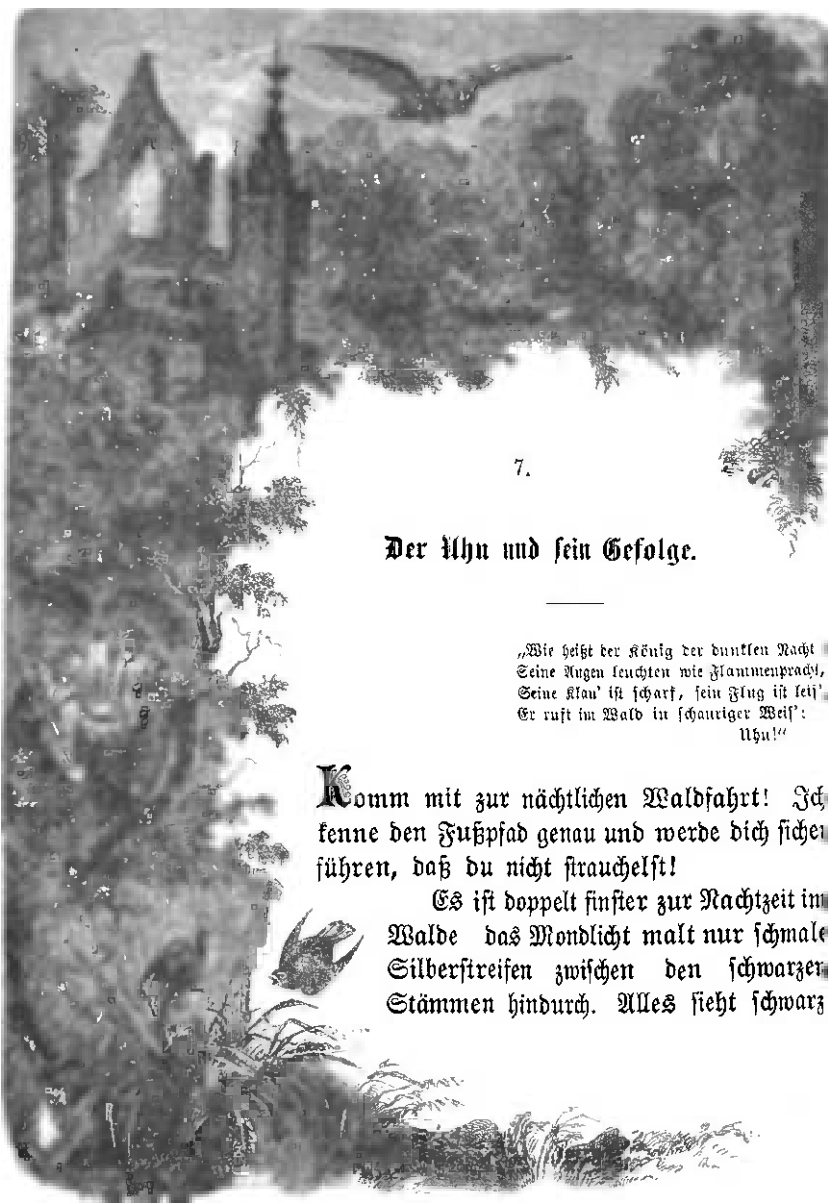 7.
Der Uhu und sein Gefolge.
„Wie heißt der König der dunklen Nacht
Seine Augen leuchten wie Flammenpracht,
Seine Klau' ist scharf, sein Flug ist leis'
Er ruft im Wald in schauriger Weis':
Uhu!“
Komm mit zur nächtlichen Waldfahrt! Ich
kenne den Fußpfad genau und werde dich sicher
führen, daß du nicht strauchelst!
Es ist doppelt finster zur Nachtzeit im
Walde das Mondlicht malt nur schmale
Silberstreifen zwischen den schwarzen
Stämmen hindurch. Alles sieht schwarz